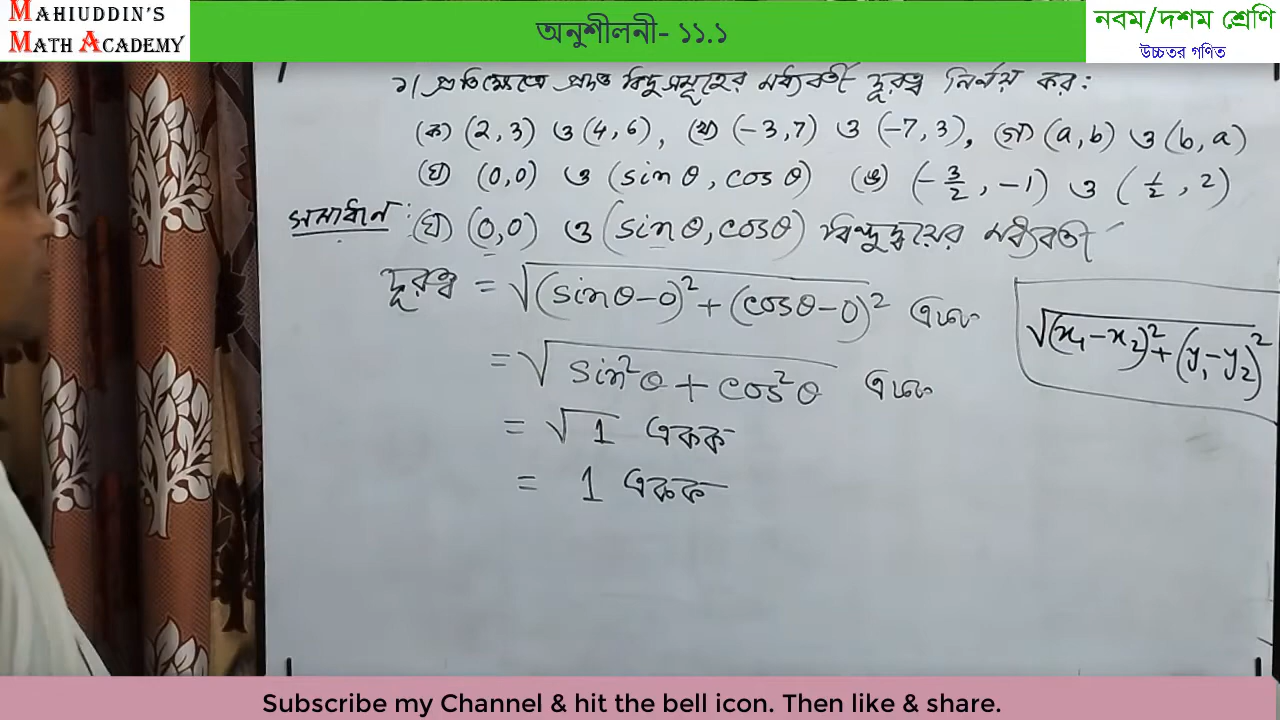 MAHIUDDIN'S
MATH ACADEMY
অনুশীলনী- ১১.১
নবম/দশম শ্রেণি
উচ্চতর গণিত
১। প্রতিক্ষেত্রে প্রদত্ত বিন্দুসমূহের মধ্যবর্তী দূরত্ব নির্ণয় কর:
(ক) (2, 3) ও (4, 6), (খ) (-3, 7) ও (-7, 3), (গ) (a, b) ও (b, a)
(ঘ) (0, 0) ও (sin θ, cos θ) (ঙ) (-3/2, -1) ও (1/2, 2)
সমাধান: (ঘ) (0, 0) ও (sin θ, cos θ) বিন্দুদ্বয়ের মধ্যবর্তী
দূরত্ব = √(sin θ - 0)² + (cos θ - 0)² একক
= √sin²θ + cos²θ একক
= √1 একক
= 1 একক
√(x₁ - x₂)² + (y₁ - y₂)²
Subscribe my Channel & hit the bell icon. Then like & share.